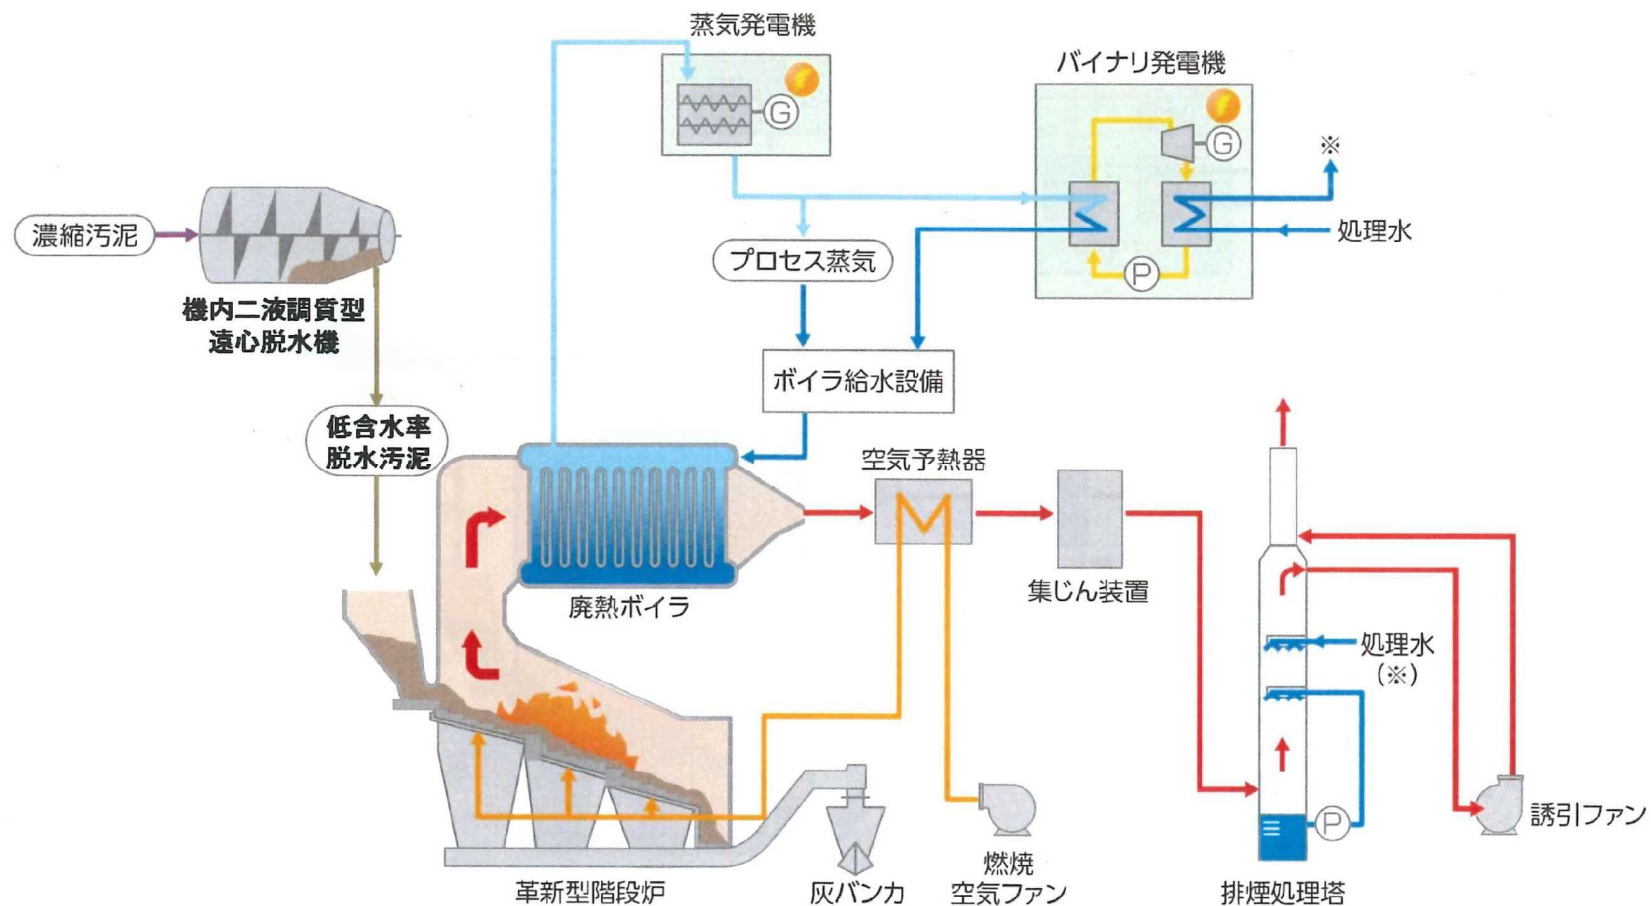 蒸気発電機
G
バイナリ発電機
G
※
処理水
P
濃縮汚泥
機内二液調質型
遠心脱水機
プロセス蒸気
ボイラ給水設備
低含水率
脱水汚泥
廃熱ボイラ
空気予熱器
集じん装置
処理水
(※)
P
誘引ファン
革新型階段炉
灰バンカ
燃焼
空気ファン
排煙処理塔